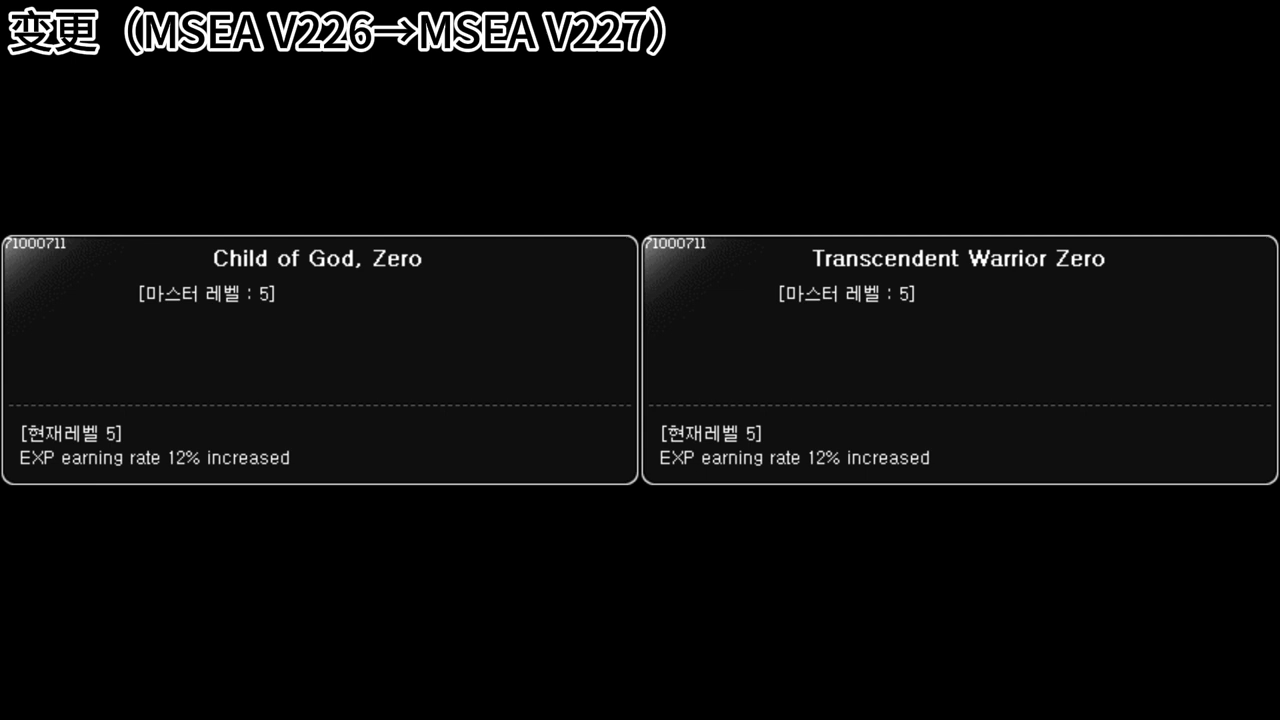 变更（MSEA V226→MSEA V227）
71000711
Child of God, Zero
[마스터 레벨 : 5]
[현재레벨 5]
EXP earning rate 12% increased
71000711
Transcendent Warrior Zero
[마스터 레벨 : 5]
[현재레벨 5]
EXP earning rate 12% increased